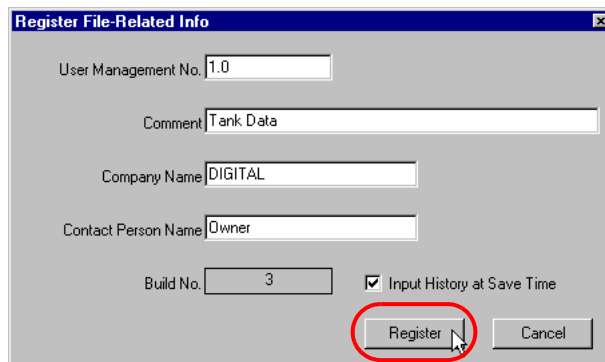 Register File-Related Info
User Management No. 1.0
Comment Tank Data
Company Name DIGITAL
Contact Person Name Owner
Build No. 3 Input History at Save Time
Register Cancel